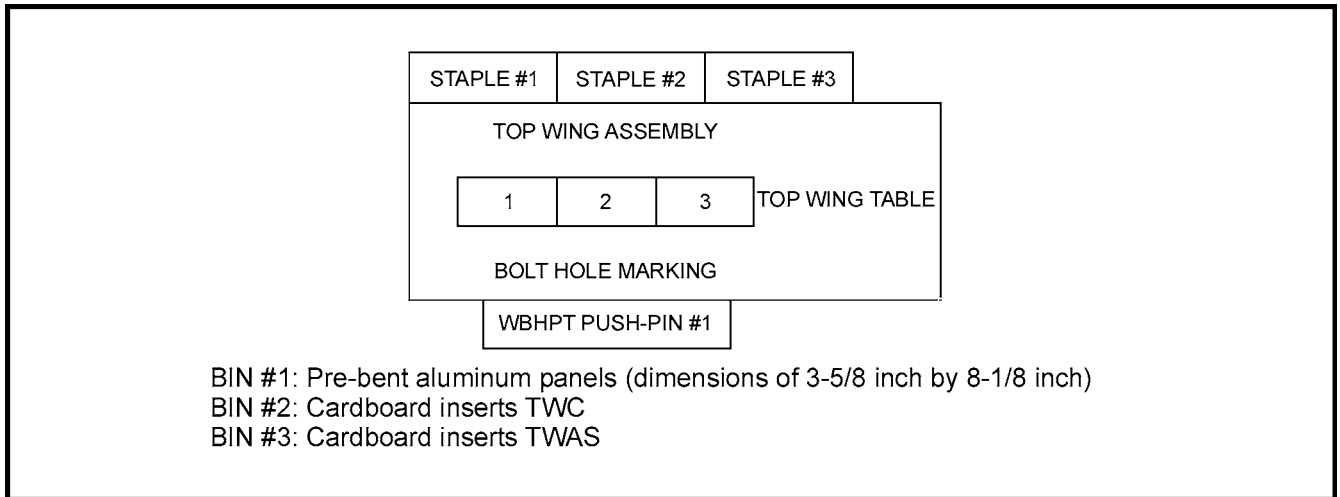 STAPLE #1 STAPLE #2 STAPLE #3
TOP WING ASSEMBLY
1 2 3 TOP WING TABLE
BOLT HOLE MARKING
WBHPT PUSH-PIN #1
BIN #1: Pre-bent aluminum panels (dimensions of 3-5/8 inch by 8-1/8 inch)
BIN #2: Cardboard inserts TWC
BIN #3: Cardboard inserts TWAS